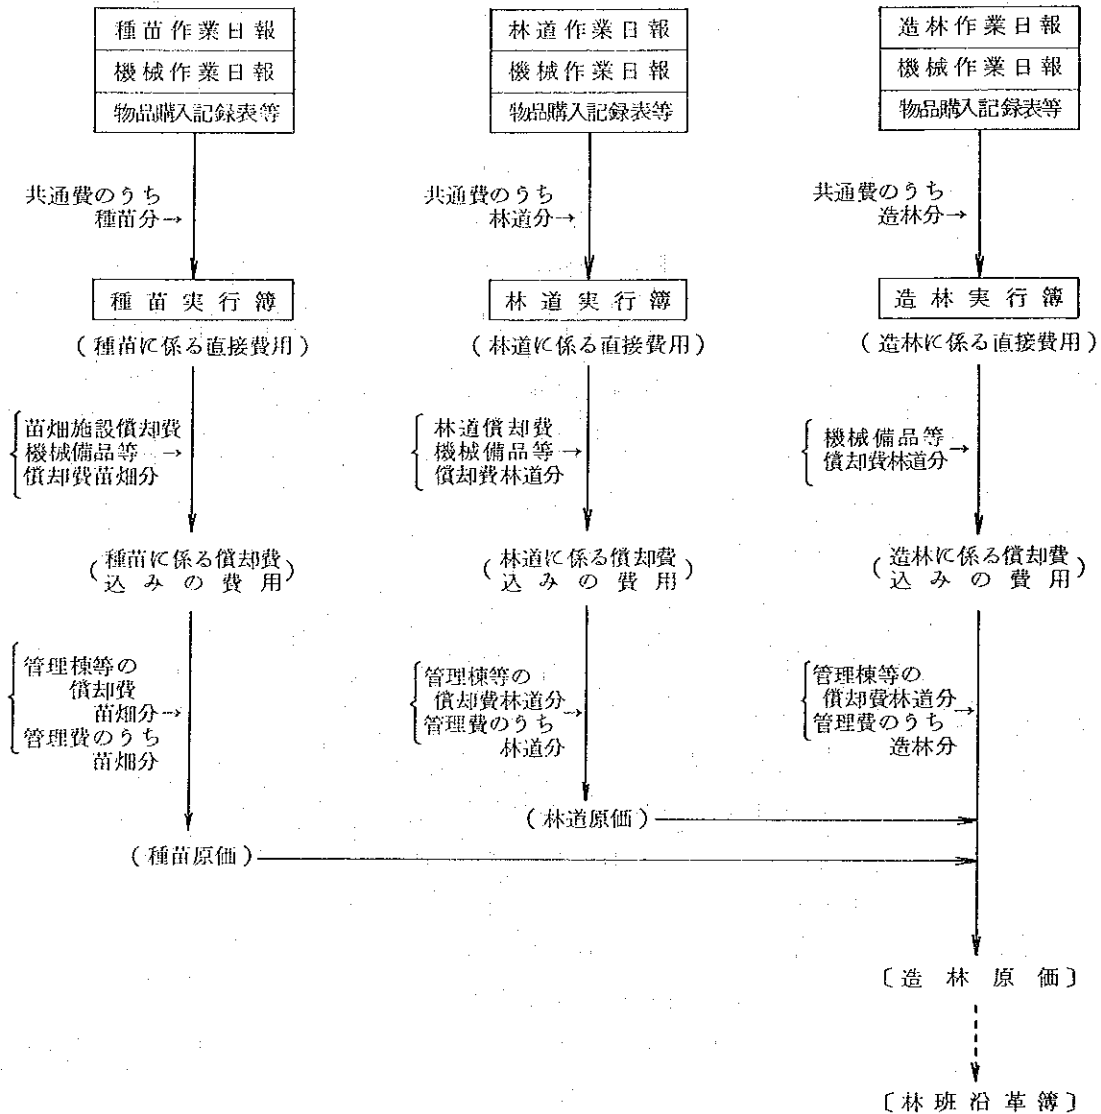 種苗作業日報
機械作業日報
物品購入記録表等
共通費のうち
種苗分→
種苗実行簿
(種苗に係る直接費用)
苗畑施設償却費
機械備品等→
償却費苗畑分
(種苗に係る償却費
込みの費用)
管理棟等の
償却費
苗畑分→
管理費のうち
苗畑分
(種苗原価)
林道作業日報
機械作業日報
物品購入記録表等
共通費のうち
林道分→
林道実行簿
(林道に係る直接費用)
林道償却費
機械備品等→
償却費林道分
(林道に係る償却費
込みの費用)
管理棟等の
償却費林道分→
管理費のうち
林道分
(林道原価)
造林作業日報
機械作業日報
物品購入記録表等
共通費のうち
造林分→
造林実行簿
(造林に係る直接費用)
機械備品等→
償却費林道分
(造林に係る償却費
込みの費用)
管理棟等の
償却費林道分→
管理費のうち
造林分
〔造林原価〕
〔林班沿革簿〕